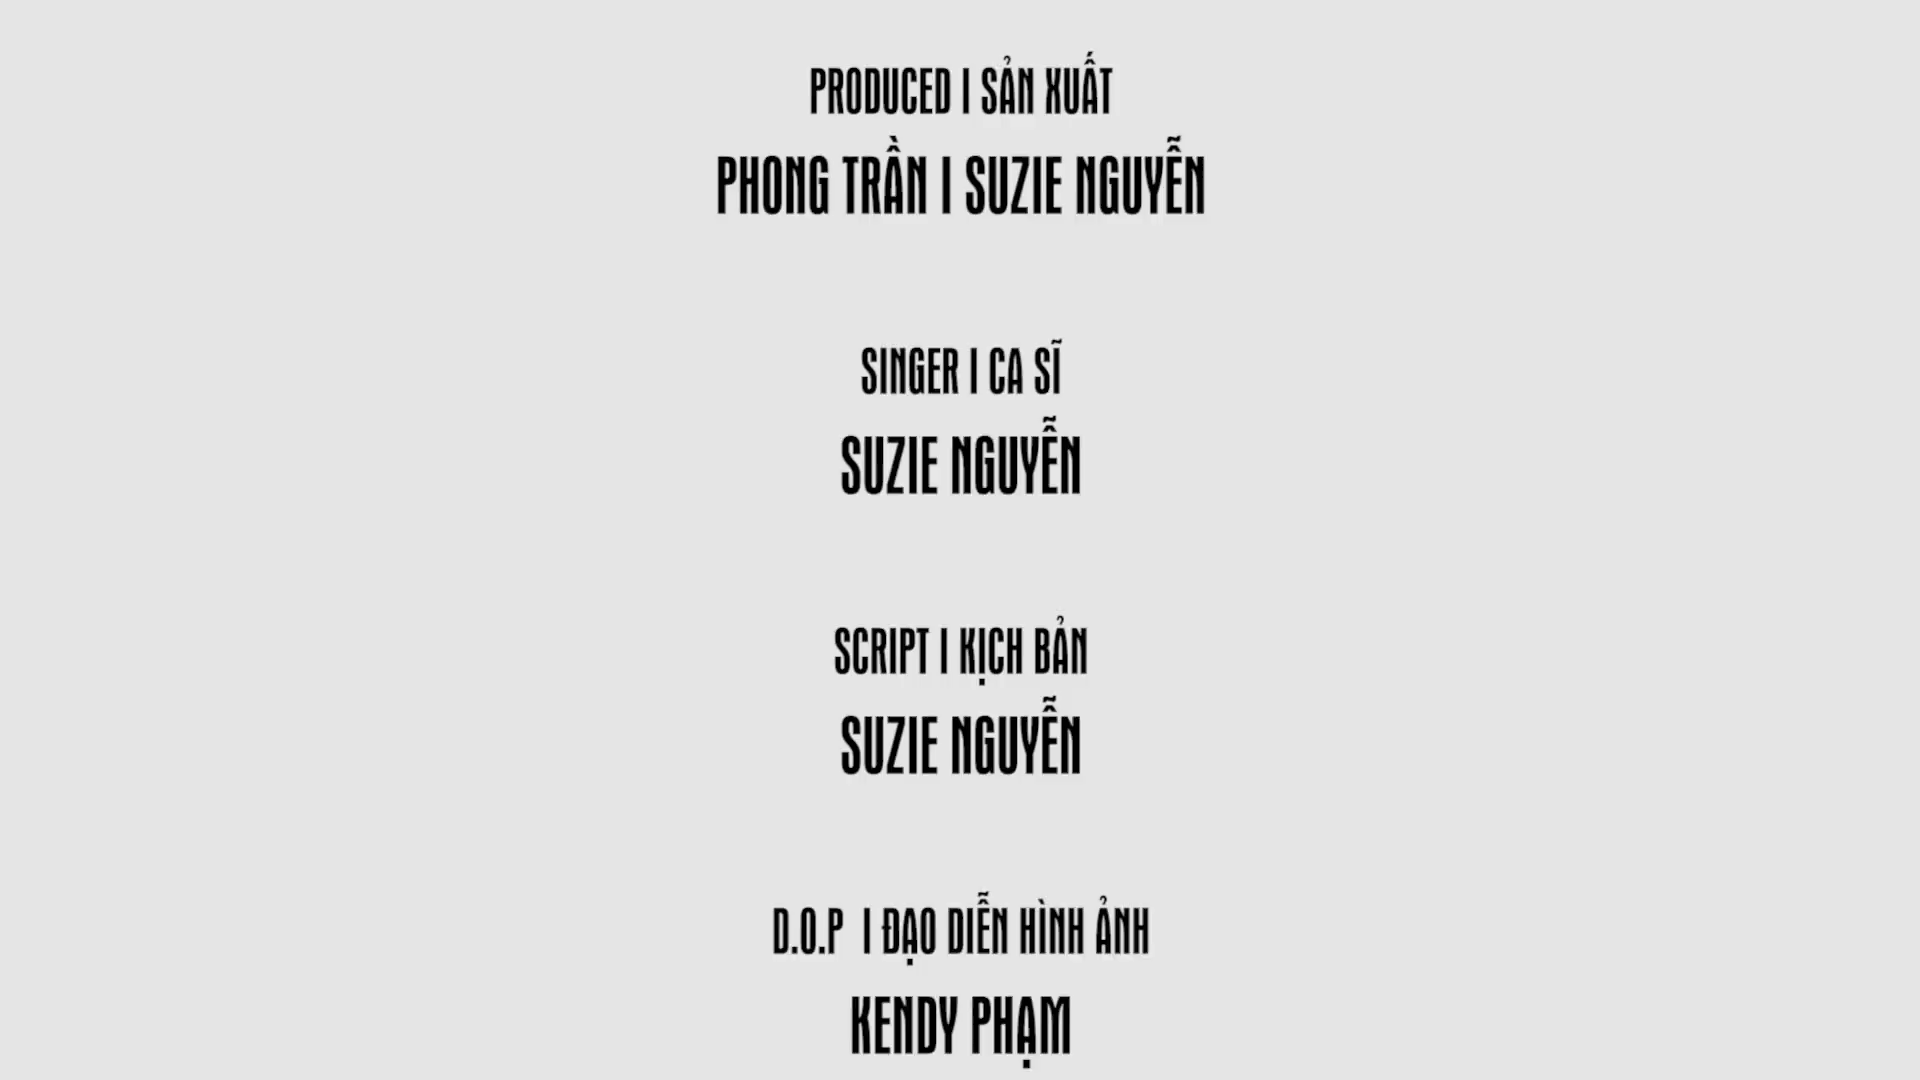 PRODUCED I SẢN XUẤT
PHONG TRẦN I SUZIE NGUYỄN
SINGER I CA SĨ
SUZIE NGUYỄN
SCRIPT I KỊCH BẢN
SUZIE NGUYỄN
D.O.P I ĐẠO DIỄN HÌNH ẢNH
KENDY PHẠM